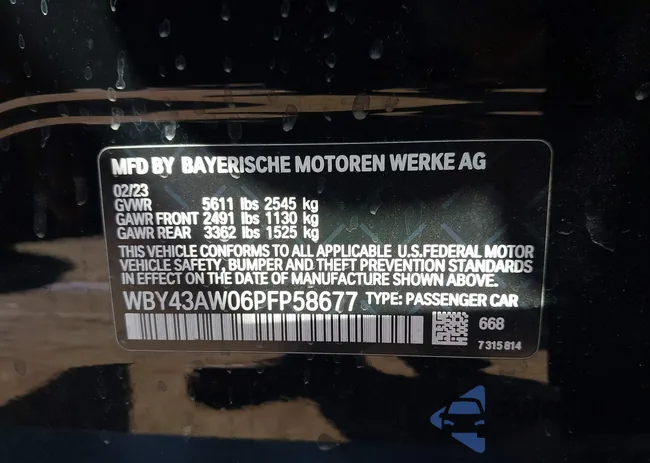 MFD BY BAYERISCHE MOTOREN WERKE AG
02/23
GVWR 5611 lbs 2545 kg
GAWR FRONT 2491 lbs 1130 kg
GAWR REAR 3362 lbs 1525 kg
THIS VEHICLE CONFORMS TO ALL APPLICABLE U.S.FEDERAL MOTOR
VEHICLE SAFETY, BUMPER AND THEFT PREVENTION STANDARDS
IN EFFECT ON THE DATE OF MANUFACTURE SHOWN ABOVE.
WBY43AW06PFP58677 TYPE: PASSENGER CAR
668
7 315 814